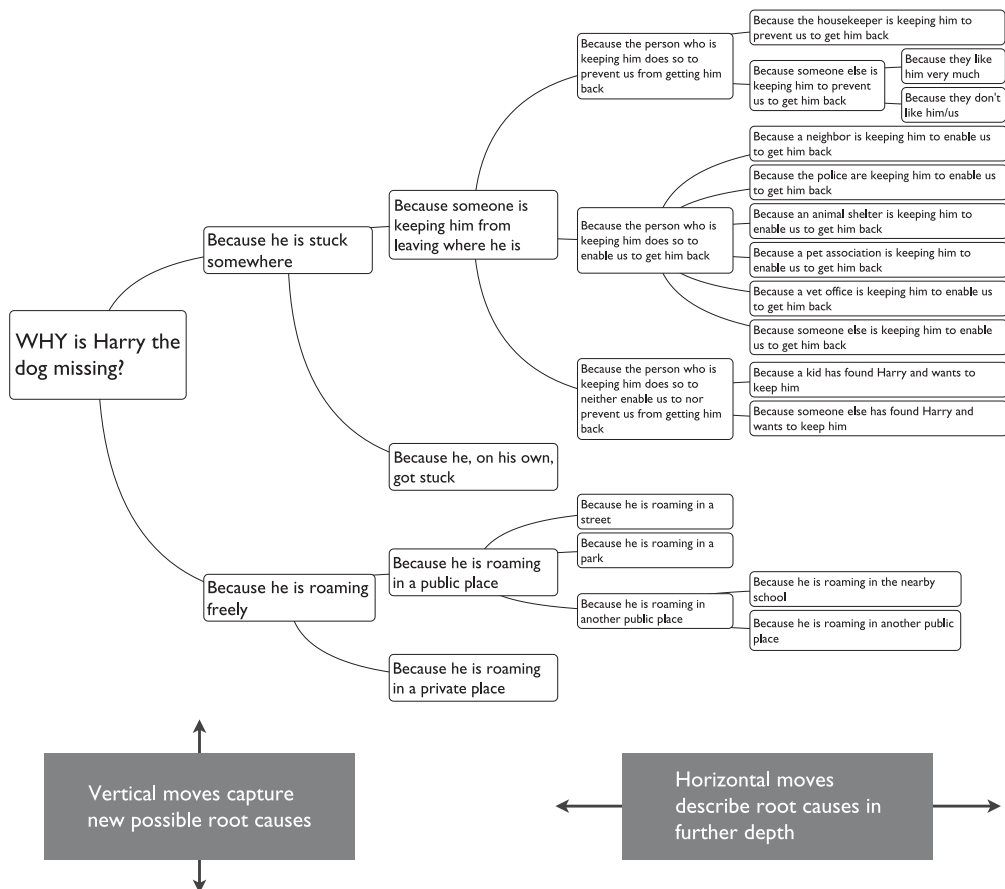 WHY is Harry the
dog missing?
Because he is stuck
somewhere
Because someone is
keeping him from
leaving where he is
Because the person who is
keeping him does so to
prevent us from getting him
back
Because the housekeeper is keeping him to
prevent us to get him back
Because someone else is
keeping him to prevent
us to get him back
Because they like
him very much
Because they don't
like him/us
Because the person who is
keeping him does so to
enable us to get him back
Because a neighbor is keeping him to enable us
to get him back
Because the police are keeping him to enable us
to get him back
Because an animal shelter is keeping him to
enable us to get him back
Because a pet association is keeping him to
enable us to get him back
Because a vet office is keeping him to enable us
to get him back
Because someone else is keeping him to enable
us to get him back
Because the person who is
keeping him does so to
neither enable us to nor
prevent us from getting him
back
Because a kid has found Harry and wants to
keep him
Because someone else has found Harry and
wants to keep him
Because he, on his own,
got stuck
Because he is roaming
freely
Because he is roaming
in a public place
Because he is roaming in a
street
Because he is roaming in a
park
Because he is roaming in
another public place
Because he is roaming in the nearby
school
Because he is roaming in another public
place
Because he is roaming
in a private place
Vertical moves capture
new possible root causes
Horizontal moves
describe root causes in
further depth